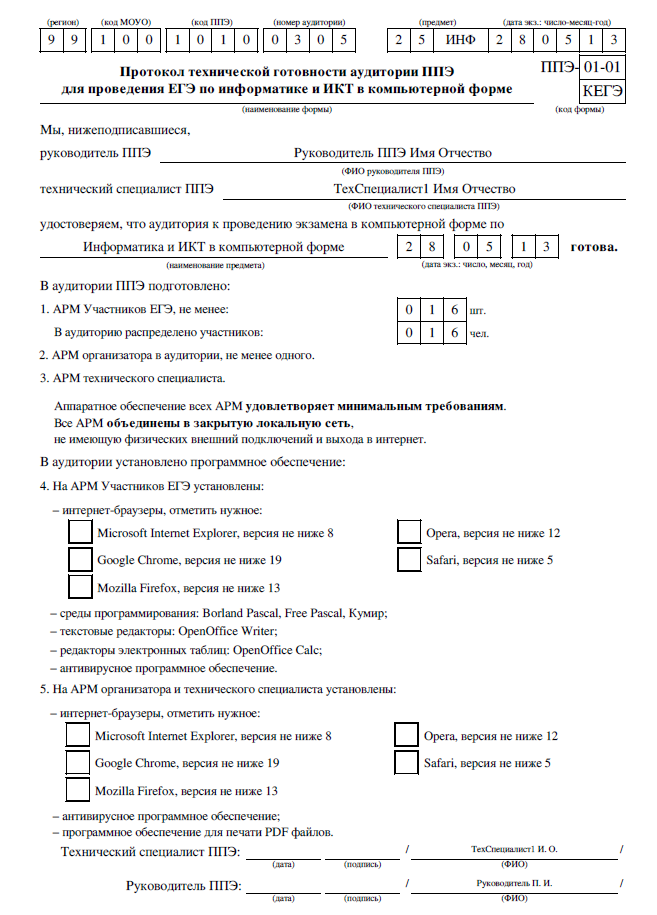 (регион) (код МОУО) (код ППЭ) (номер аудитории) (предмет) (дата экз.: число-месяц-год)
9 9 1 0 0 1 0 1 0 0 3 0 5 2 5 ИНФ 2 8 0 5 1 3
Протокол технической готовности аудитории ППЭ
для проведения ЕГЭ по информатике и ИКТ в компьютерной форме
(наименование формы)
ППЭ- 01-01
КЕГЭ
(код формы)
Мы, нижеподписавшиеся,
руководитель ППЭ Руководитель ППЭ Имя Отчество
(ФИО руководителя ППЭ)
технический специалист ППЭ ТехСпециалист1 Имя Отчество
(ФИО технического специалиста ППЭ)
удостоверяем, что аудитория к проведению экзамена в компьютерной форме по
Информатика и ИКТ в компьютерной форме 2 8 0 5 1 3 готова.
(наименование предмета) (дата экз.: число, месяц, год)
В аудитории ППЭ подготовлено:
1. АРМ Участников ЕГЭ, не менее: 0 1 6 шт.
В аудиторию распределено участников: 0 1 6 чел.
2. АРМ организатора в аудитории, не менее одного.
3. АРМ технического специалиста.
Аппаратное обеспечение всех АРМ удовлетворяет минимальным требованиям.
Все АРМ объединены в закрытую локальную сеть,
не имеющую физических внешний подключений и выхода в интернет.
В аудитории установлено программное обеспечение:
4. На АРМ Участников ЕГЭ установлены:
– интернет-браузеры, отметить нужное:
Microsoft Internet Explorer, версия не ниже 8 Opera, версия не ниже 12
Google Chrome, версия не ниже 19 Safari, версия не ниже 5
Mozilla Firefox, версия не ниже 13
– среды программирования: Borland Pascal, Free Pascal, Кумир;
– текстовые редакторы: OpenOffice Writer;
– редакторы электронных таблиц: OpenOffice Calc;
– антивирусное программное обеспечение.
5. На АРМ организатора и технического специалиста установлены:
– интернет-браузеры, отметить нужное:
Microsoft Internet Explorer, версия не ниже 8 Opera, версия не ниже 12
Google Chrome, версия не ниже 19 Safari, версия не ниже 5
Mozilla Firefox, версия не ниже 13
– антивирусное программное обеспечение;
– программное обеспечение для печати PDF файлов.
Технический специалист ППЭ: / ТехСпециалист1 И. О. /
(дата) (подпись) (ФИО)
Руководитель ППЭ: / Руководитель П. И. /
(дата) (подпись) (ФИО)